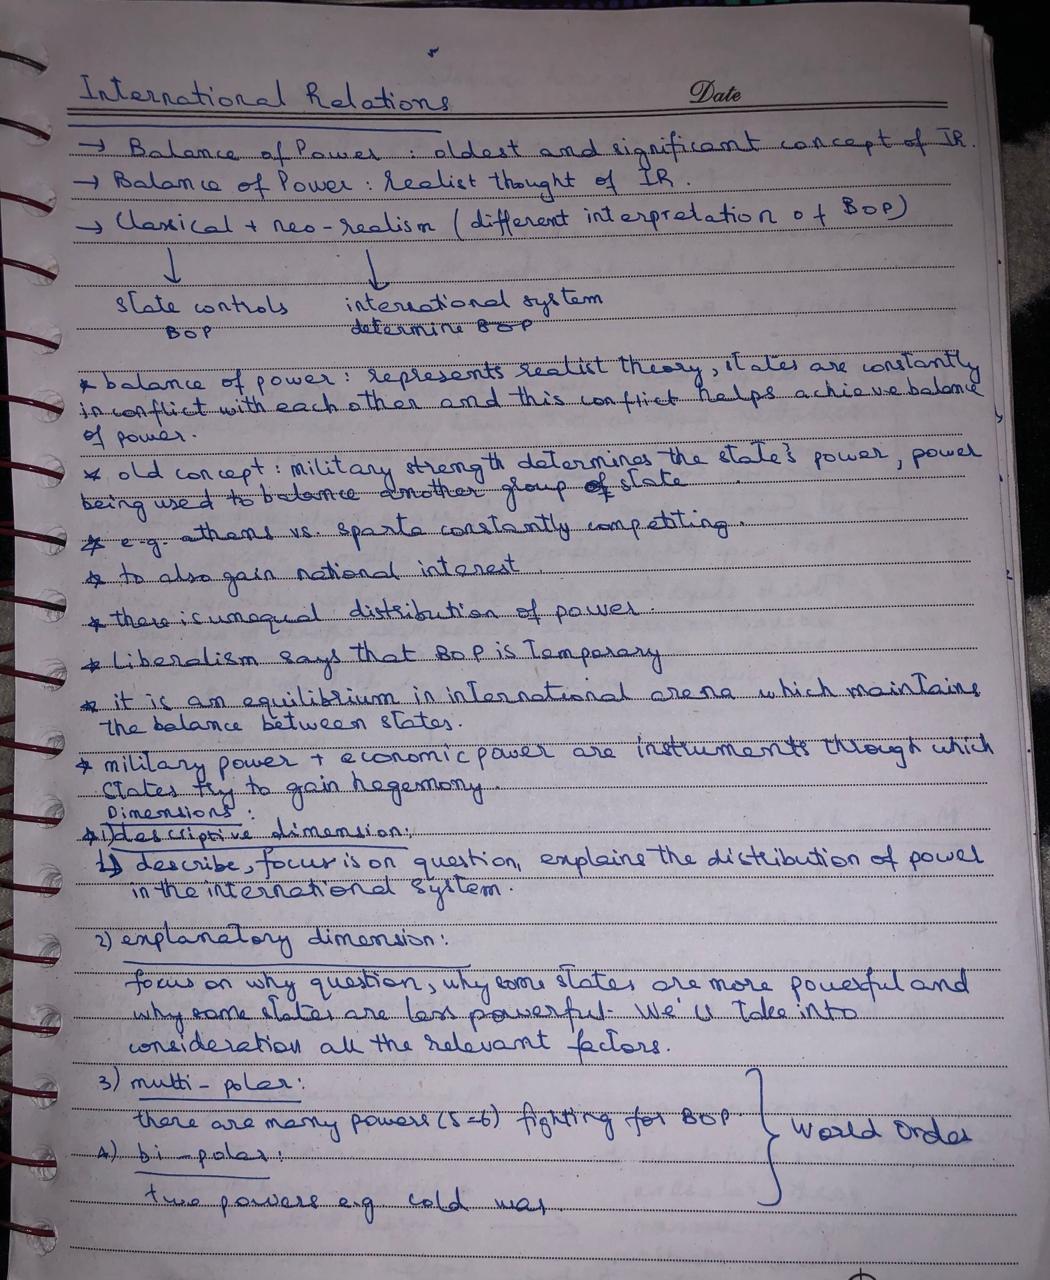 International Relations
Date
→ Balance of Power : oldest and significant concept of IR.
→ Balance of Power : realist thought of IR.
→ Classical + neo-realism (different interpretation of BOP)
↓ ↓
state controls international system
BOP determine BOP
* balance of power : represents realist theory, states are constantly
in conflict with each other and this conflict helps achieve balance
of power.
* old concept : military strength determines the state's power, power
being used to balance another group of state
* e.g. athens vs. sparta constantly competiting.
* to also gain national interest
* there is unequal distribution of power.
* Liberalism says that BOP is Temporary
* it is an equilibrium in international arena which maintains
the balance between states.
* military power + economic power are instruments through which
states try to gain hegemony.
Dimensions :
* 1) descriptive dimension:
describe, focus is on question, explains the distribution of power
in the international system.
2) explanatory dimension:
focus on why question, why some states are more powerful and
why some states are less powerful. We'll Take into
consideration all the relevant factors.
3) multi-polar:
there are many powers (5=6) fighting for BOP
World Order
4) bi-polar:
two powers e.g cold war